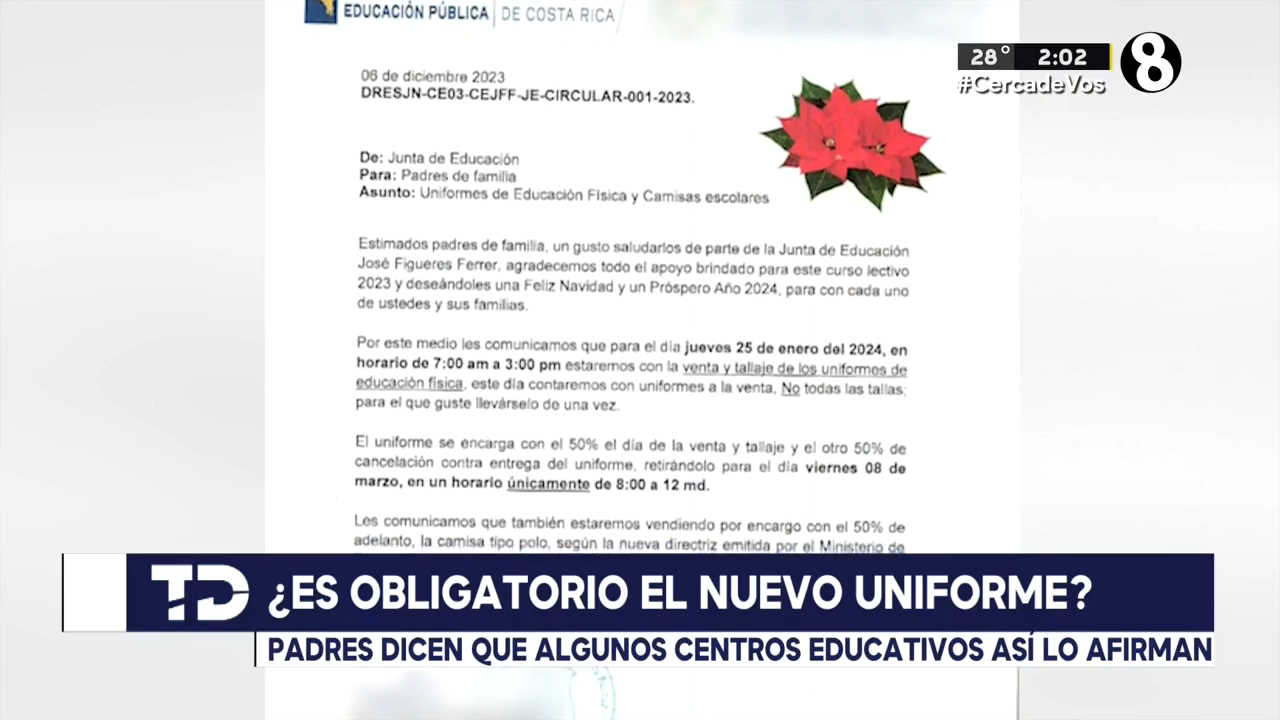 EDUCACIÓN PÚBLICA DE COSTA RICA
28° 2:02 8
#CercadeVos
06 de diciembre 2023
DRESJN-CE03-CEJFF-JE-CIRCULAR-001-2023.
De: Junta de Educación
Para: Padres de familia
Asunto: Uniformes de Educación Física y Camisas escolares
Estimados padres de familia, un gusto saludarlos de parte de la Junta de Educación
José Figueres Ferrer, agradecemos todo el apoyo brindado para este curso lectivo
2023 y deseándoles una Feliz Navidad y un Próspero Año 2024, para con cada uno
de ustedes y sus familias.
Por este medio les comunicamos que para el día jueves 25 de enero del 2024, en
horario de 7:00 am a 3:00 pm estaremos con la venta y tallaje de los uniformes de
educación física, este día contaremos con uniformes a la venta, No todas las tallas;
para el que guste llevárselo de una vez.
El uniforme se encarga con el 50% el día de la venta y tallaje y el otro 50% de
cancelación contra entrega del uniforme, retirándolo para el día viernes 08 de
marzo, en un horario únicamente de 8:00 a 12 md.
Les comunicamos que también estaremos vendiendo por encargo con el 50% de
adelanto, la camisa tipo polo, según la nueva directriz emitida por el Ministerio de
TD ¿ES OBLIGATORIO EL NUEVO UNIFORME?
PADRES DICEN QUE ALGUNOS CENTROS EDUCATIVOS ASÍ LO AFIRMAN